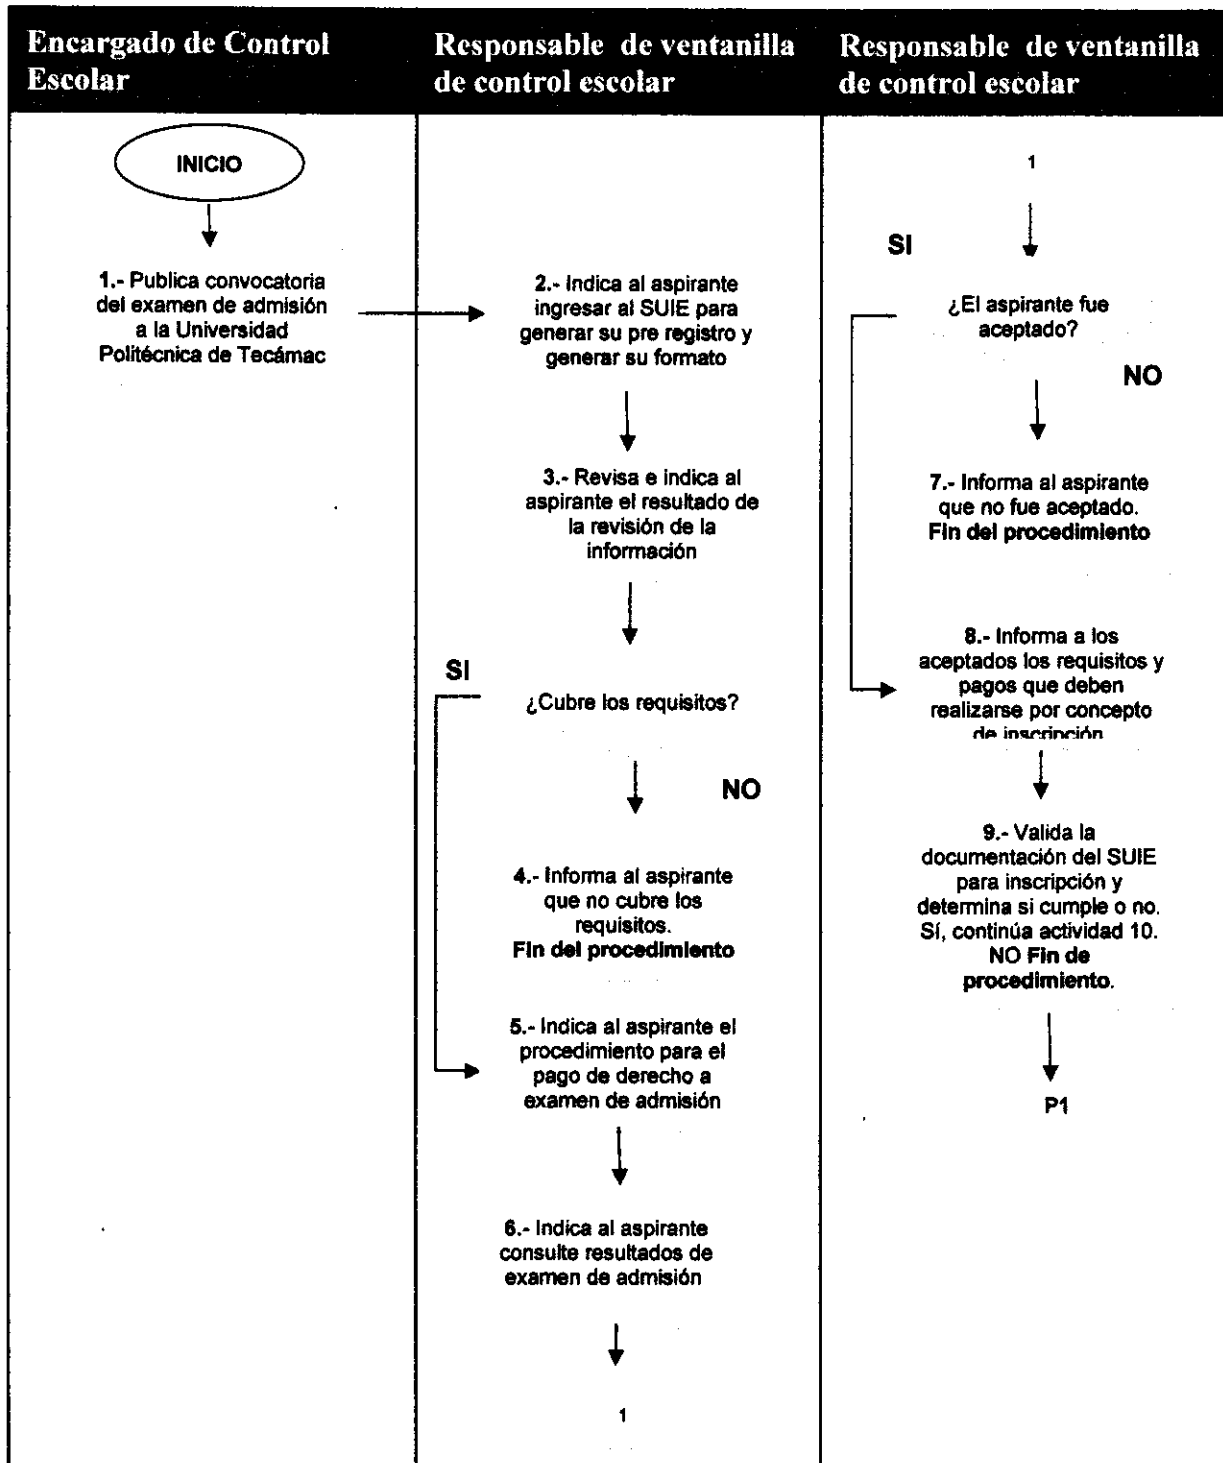 Encargado de Control
Escolar
Responsable de ventanilla
de control escolar
Responsable de ventanilla
de control escolar
INICIO
1.- Publica convocatoria
del examen de admisión
a la Universidad
Politécnica de Tecámac
2.- Indica al aspirante
ingresar al SUIE para
generar su pre registro y
generar su formato
3.- Revisa e indica al
aspirante el resultado de
la revisión de la
información
SI
¿Cubre los requisitos?
NO
4.- Informa al aspirante
que no cubre los
requisitos.
Fin del procedimiento
5.- Indica al aspirante el
procedimiento para el
pago de derecho a
examen de admisión
6.- Indica al aspirante
consulte resultados de
examen de admisión
1
1
SI
¿El aspirante fue
aceptado?
NO
7.- Informa al aspirante
que no fue aceptado.
Fin del procedimiento
8.- Informa a los
aceptados los requisitos y
pagos que deben
realizarse por concepto
de inscripción
9.- Valida la
documentación del SUIE
para inscripción y
determina si cumple o no.
Sí, continúa actividad 10.
NO Fin de
procedimiento.
P1